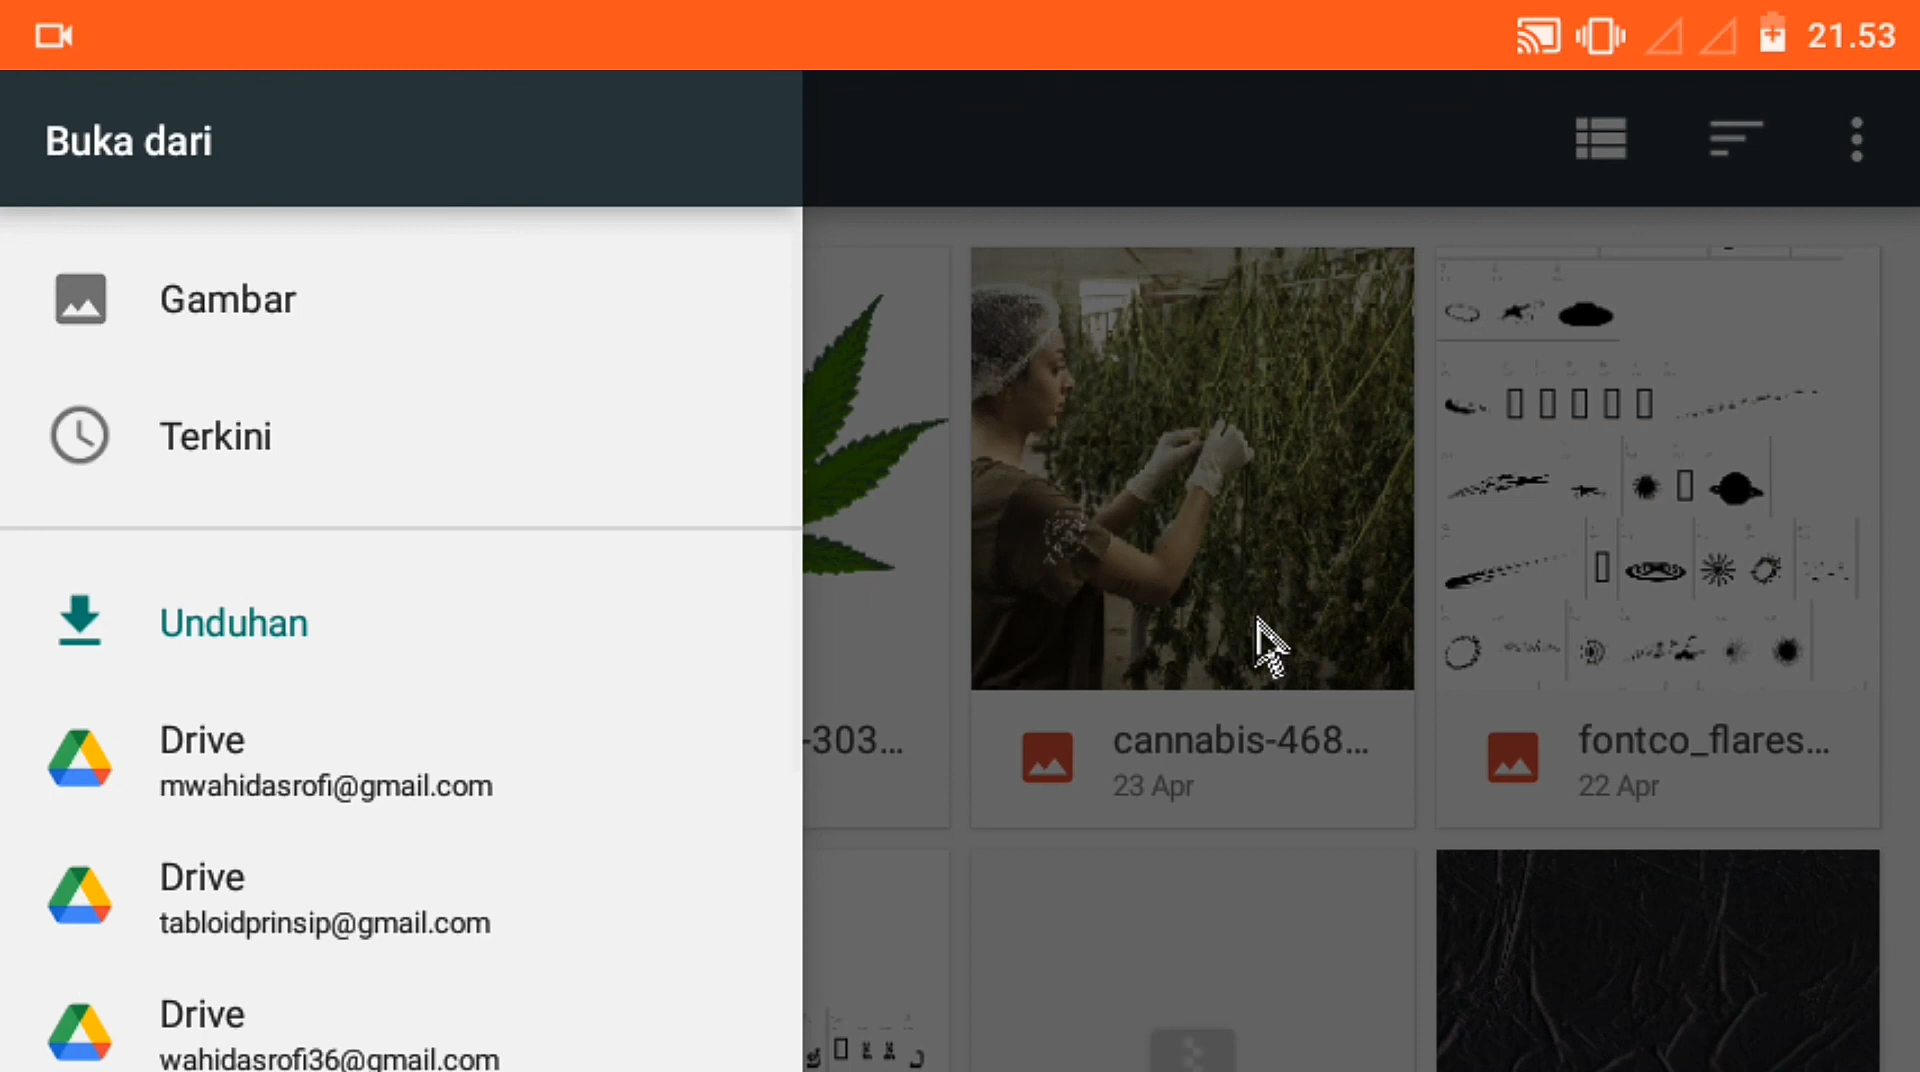 21.53
Buka dari
Gambar
Terkini
Unduhan
Drive
mwahidasrofi@gmail.com
Drive
tabloidprinsip@gmail.com
Drive
wahidasrofi36@gmail.com
-303...
cannabis-468...
23 Apr
fontco_flares...
22 Apr